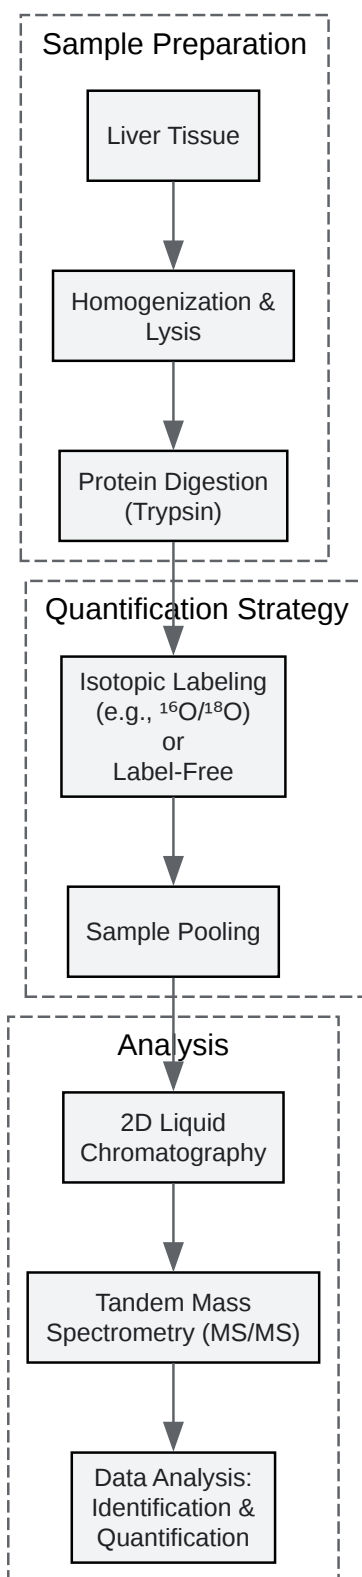 Sample Preparation
Liver Tissue
Homogenization &
Lysis
Protein Digestion
(Trypsin)
Quantification Strategy
Isotopic Labeling
(e.g., ¹⁶O/¹⁸O)
or
Label-Free
Sample Pooling
Analysis
2D Liquid
Chromatography
Tandem Mass
Spectrometry (MS/MS)
Data Analysis:
Identification &
Quantification